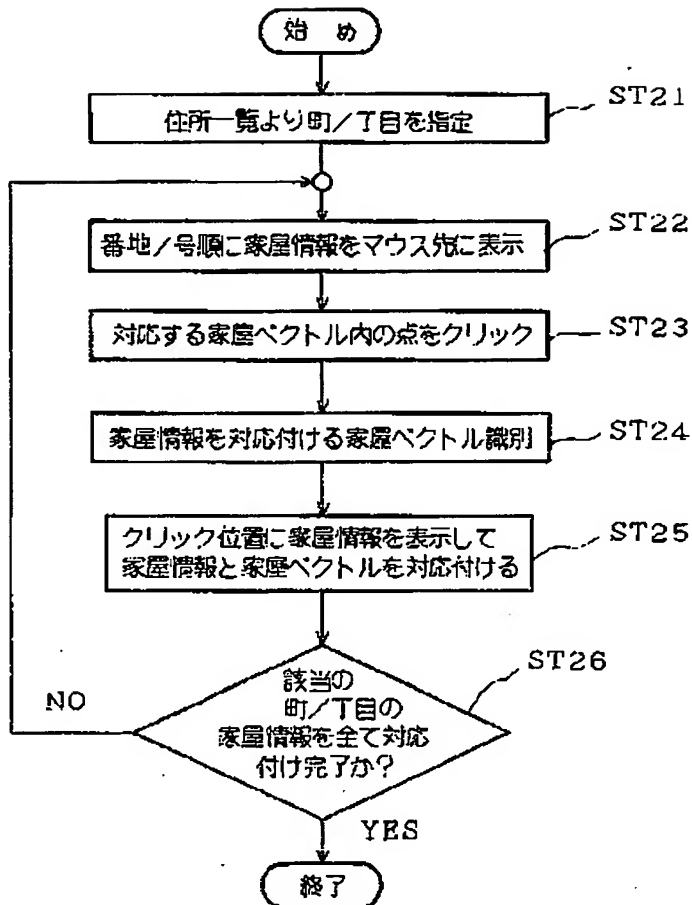 始 め
住所一覧より町/丁目を指定
ST21
番地/号順に家屋情報をマウス先に表示
ST22
対応する家屋ベクトル内の点をクリック
ST23
家屋情報を対応付ける家屋ベクトル識別
ST24
クリック位置に家屋情報を表示して
家屋情報と家屋ベクトルを対応付ける
ST25
該当の
町/丁目の
家屋情報を全て対応
付け完了か?
ST26
NO
YES
終了